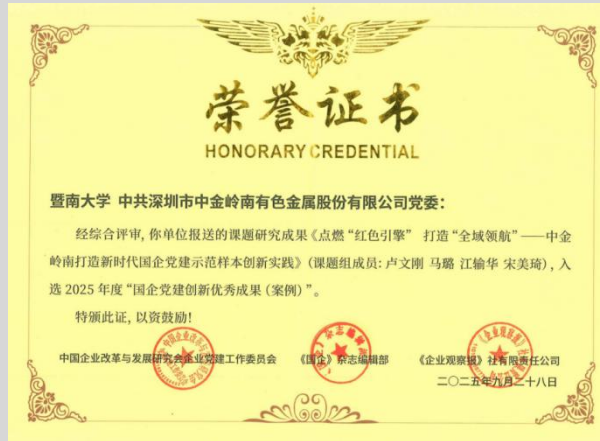 荣誉证书
HONORARY CREDENTIAL
暨南大学 中共深圳市中金岭南有色金属股份有限公司党委：
经综合评审，你单位报送的课题研究成果《点燃“红色引擎” 打造“全域领航”——中金
岭南打造新时代国企党建示范样本创新实践》（课题组成员：卢文刚 马璐 江输华 宋美琦），入
选 2025 年度“国企党建创新优秀成果（案例）”。
特颁此证，以资鼓励！
中国企业改革与发展研究会企业党建工作委员会 《国企》杂志编辑部 《企业观察报》社有限责任公司
二〇二五年九月二十八日